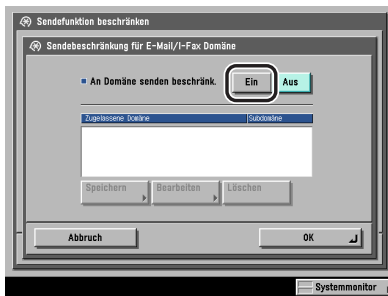 Sendefunktion beschränken
Sendebeschränkung für E-Mail/I-Fax Domäne
An Domäne senden beschränk. Ein Aus
Zugelassene Domäne Subdomäne
Speichern Bearbeiten Löschen
Abbruch OK
Systemmonitor